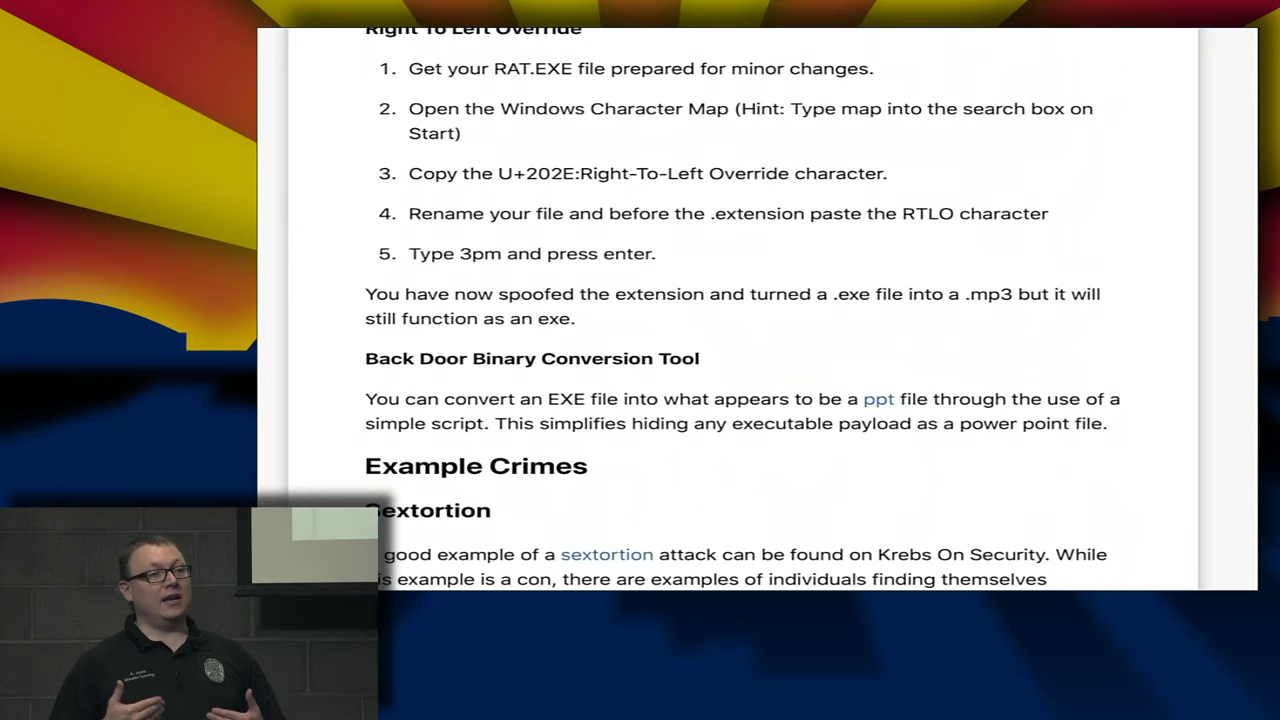 Right To Left Override
1. Get your RAT.EXE file prepared for minor changes.
2. Open the Windows Character Map (Hint: Type map into the search box on
Start)
3. Copy the U+202E:Right-To-Left Override character.
4. Rename your file and before the .extension paste the RTLO character
5. Type 3pm and press enter.
You have now spoofed the extension and turned a .exe file into a .mp3 but it will
still function as an exe.
Back Door Binary Conversion Tool
You can convert an EXE file into what appears to be a ppt file through the use of a
simple script. This simplifies hiding any executable payload as a power point file.
Example Crimes
Sextortion
good example of a sextortion attack can be found on Krebs On Security. While
is example is a con, there are examples of individuals finding themselves